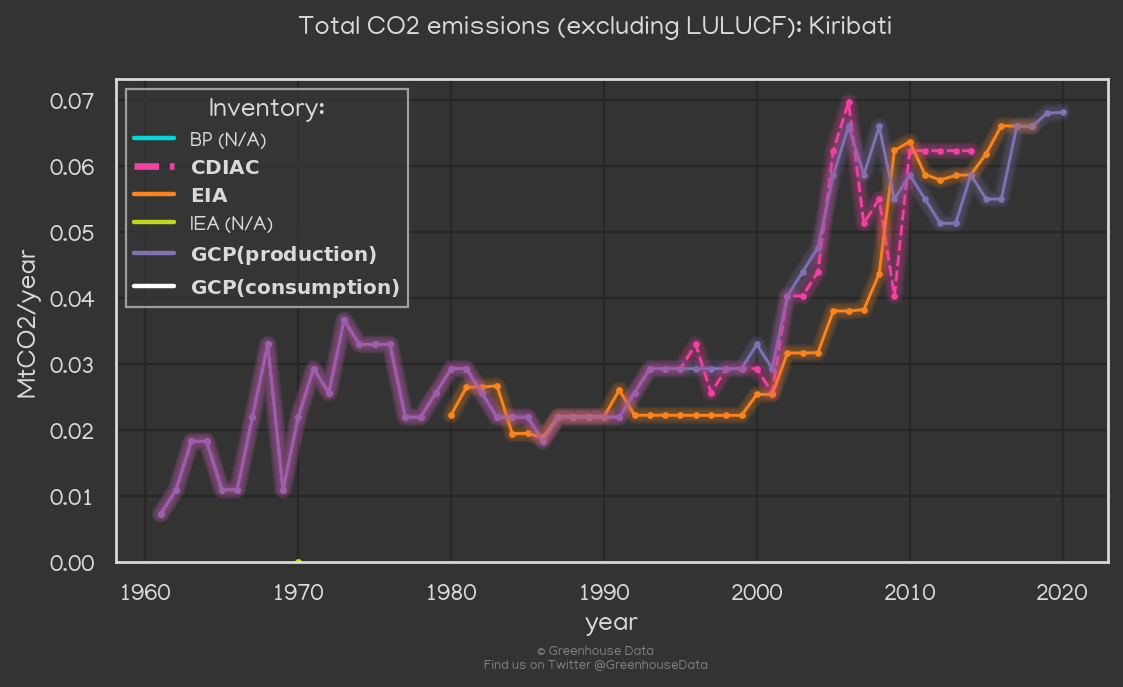 Total CO2 emissions (excluding LULUCF): Kiribati
MtCO2/year
0.07
0.06
0.05
0.04
0.03
0.02
0.01
0.00
Inventory:
BP (N/A)
CDIAC
EIA
IEA (N/A)
GCP(production)
GCP(consumption)
1960 1970 1980 1990 2000 2010 2020
year
© Greenhouse Data
Find us on Twitter @GreenhouseData